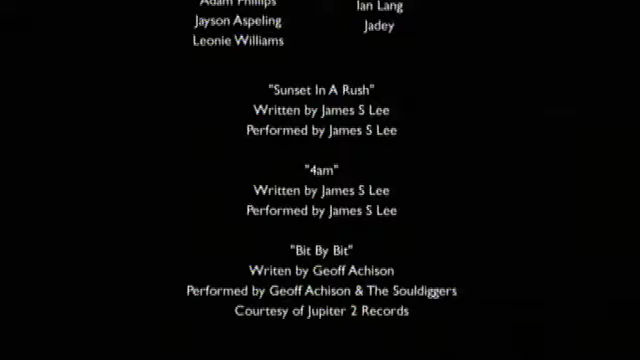 Adam Phillips
Ian Lang
Jayson Aspeling
Jadey
Leonie Williams
"Sunset In A Rush"
Written by James S Lee
Performed by James S Lee
"4am"
Written by James S Lee
Performed by James S Lee
"Bit By Bit"
Writen by Geoff Achison
Performed by Geoff Achison & The Souldiggers
Courtesy of Jupiter 2 Records